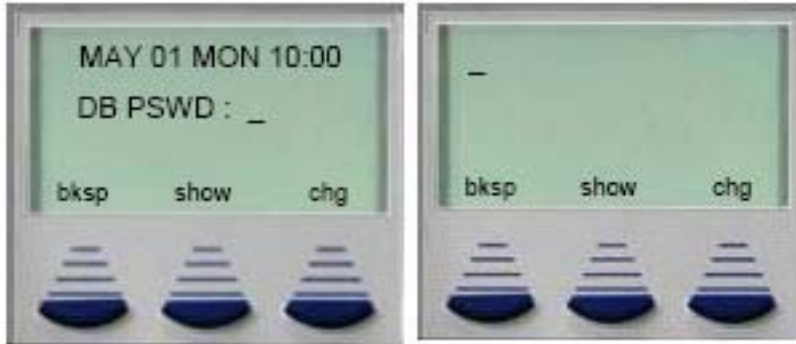 MAY 01 MON 10:00
DB PSWD : _
bksp show chg
_
bksp show chg